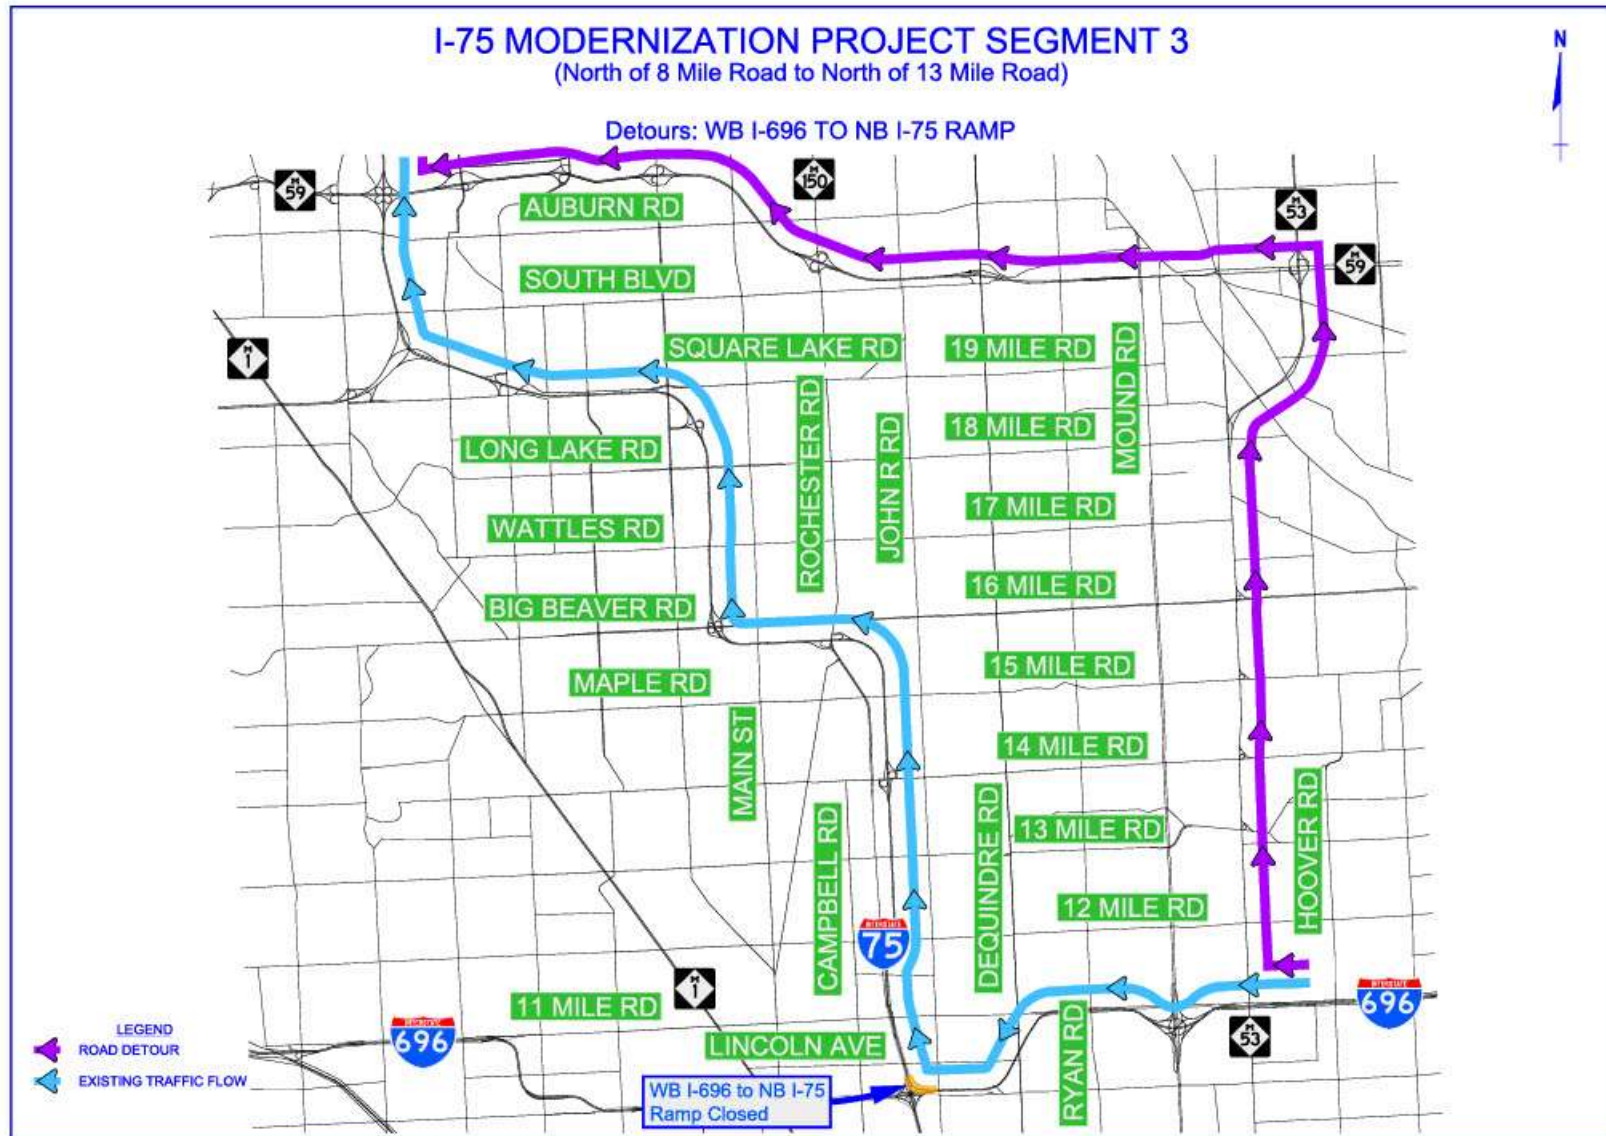 I-75 MODERNIZATION PROJECT SEGMENT 3
(North of 8 Mile Road to North of 13 Mile Road)
N
Detours: WB I-696 TO NB I-75 RAMP
M 59
M 150
M 53
AUBURN RD
M 59
SOUTH BLVD
M 1
SQUARE LAKE RD
19 MILE RD
MOUND RD
ROCHESTER RD
JOHN R RD
18 MILE RD
LONG LAKE RD
17 MILE RD
WATTLES RD
16 MILE RD
BIG BEAVER RD
15 MILE RD
MAPLE RD
MAIN ST
14 MILE RD
HOOVER RD
DEQUINDRE RD
CAMPBELL RD
13 MILE RD
12 MILE RD
INTERSTATE
75
M 1
11 MILE RD
INTERSTATE
696
RYAN RD
INTERSTATE
696
M 53
LINCOLN AVE
LEGEND
ROAD DETOUR
EXISTING TRAFFIC FLOW
WB I-696 to NB I-75
Ramp Closed